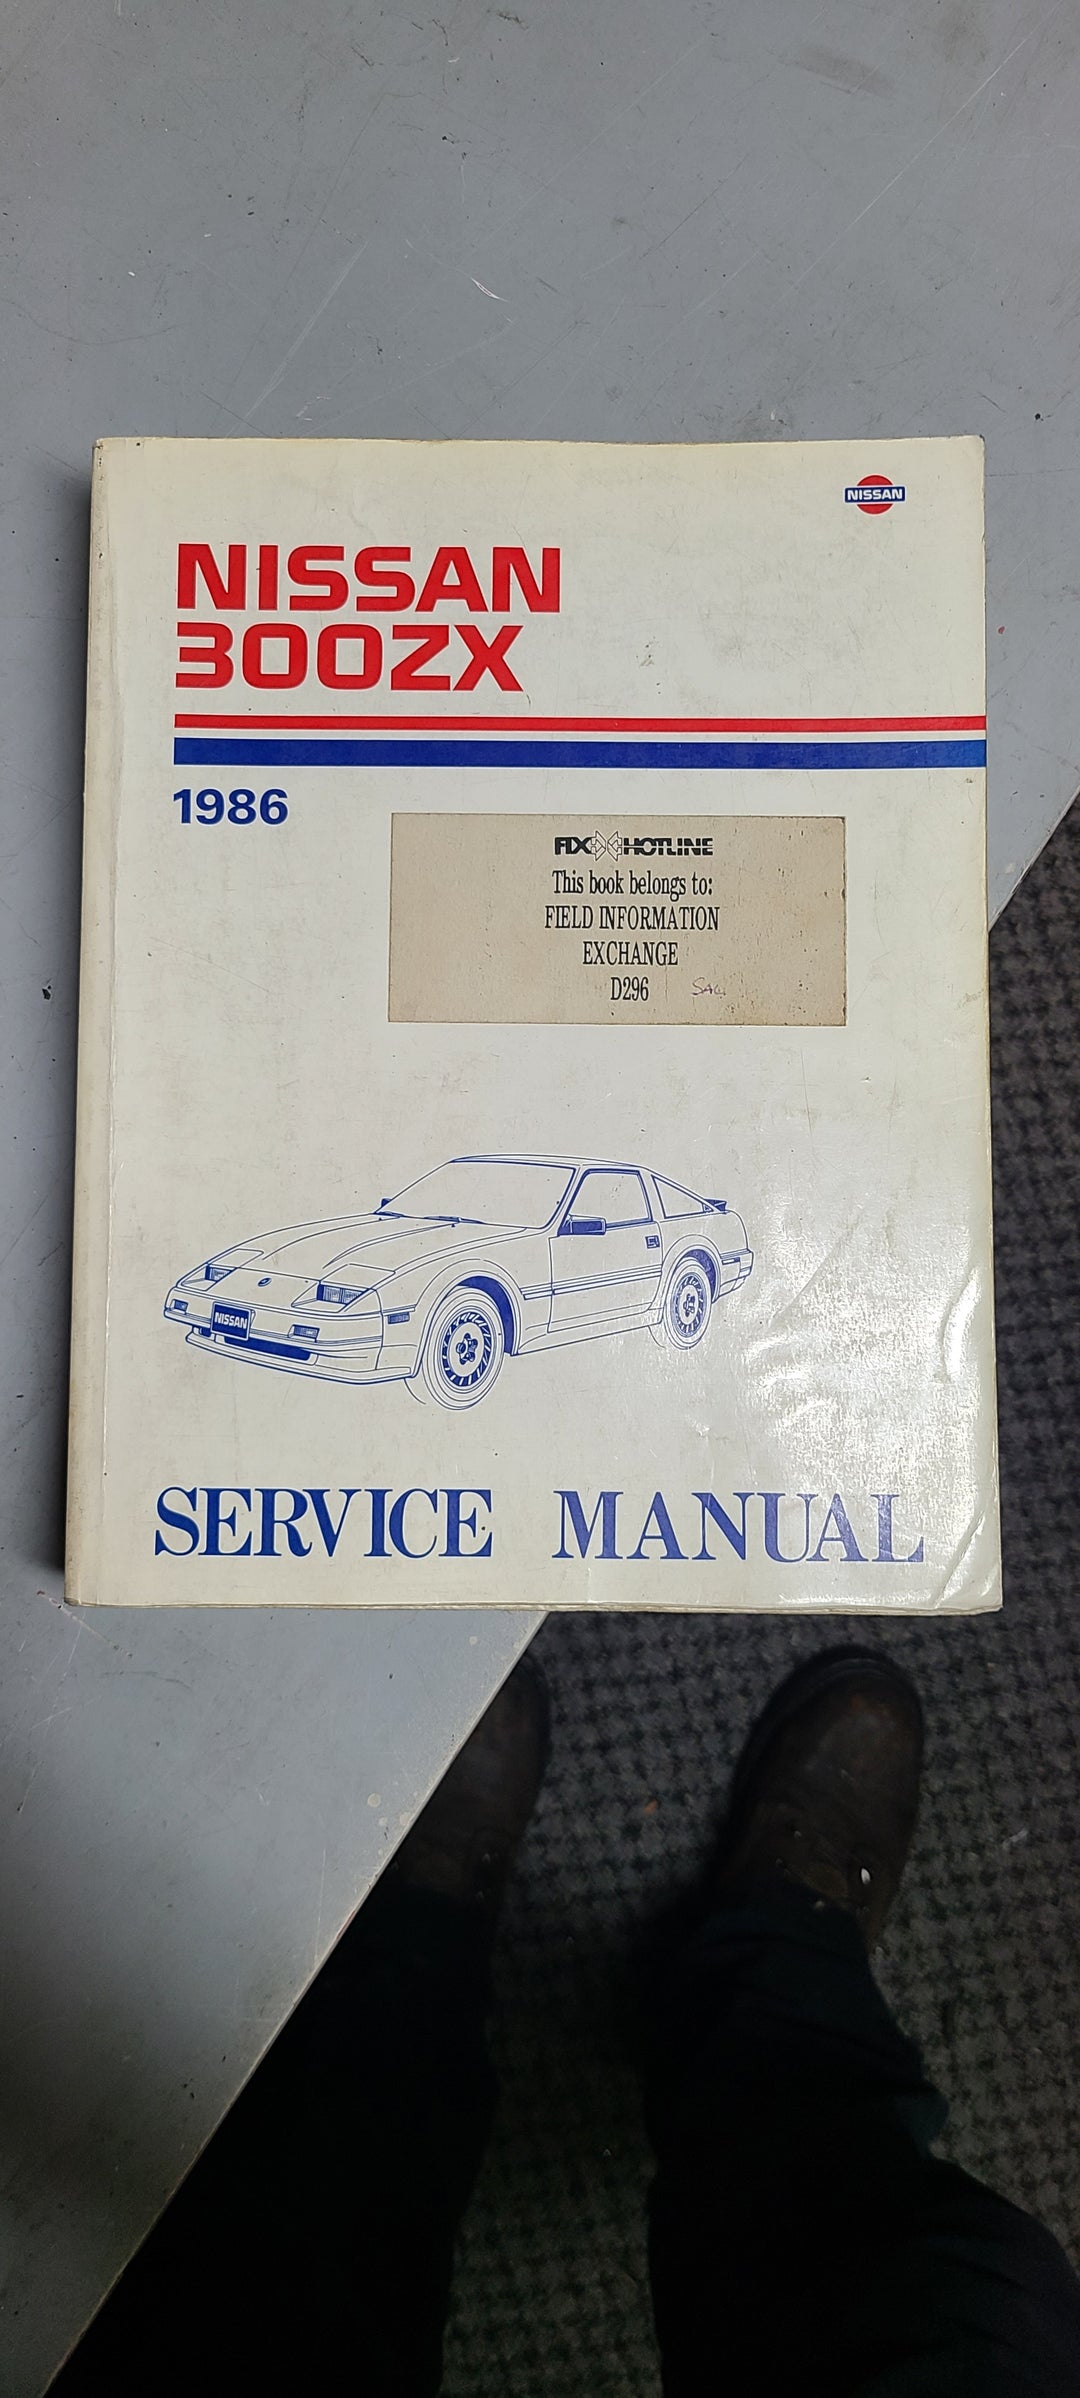 NISSAN
NISSAN
300ZX
1986
FIX HOTLINE
This book belongs to:
FIELD INFORMATION
EXCHANGE
D296
NISSAN
SERVICE MANUAL